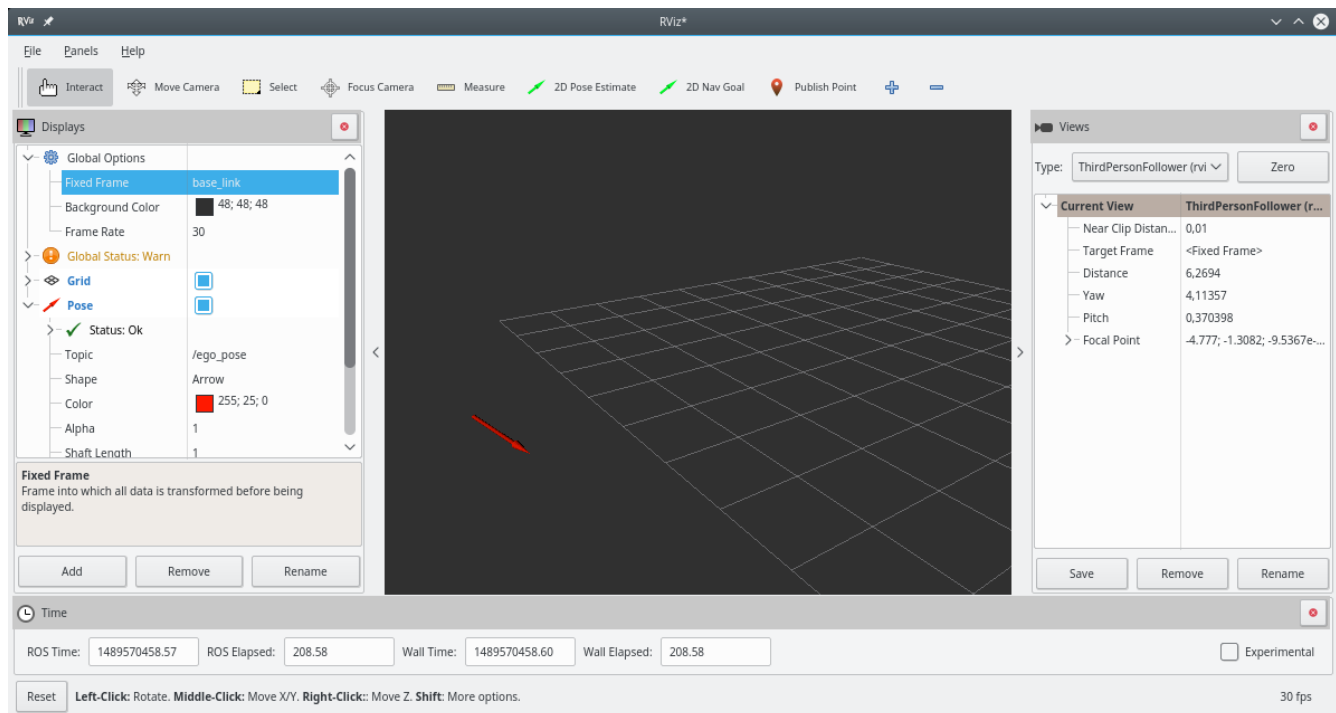 RViz*
File Panels Help
Interact Move Camera Select Focus Camera Measure 2D Pose Estimate 2D Nav Goal Publish Point
Displays
Global Options
Fixed Frame base_link
Background Color 48; 48; 48
Frame Rate 30
Global Status: Warn
Grid
Pose
Status: Ok
Topic /ego_pose
Shape Arrow
Color 255; 25; 0
Alpha 1
Shaft Length 1
Fixed Frame
Frame into which all data is transformed before being
displayed.
Add Remove Rename
Views
Type: ThirdPersonFollower (rvi Zero
Current View ThirdPersonFollower (r...
Near Clip Distan... 0,01
Target Frame <Fixed Frame>
Distance 6,2694
Yaw 4,11357
Pitch 0,370398
Focal Point -4.777; -1.3082; -9.5367e-...
Save Remove Rename
Time
ROS Time: 1489570458.57 ROS Elapsed: 208.58 Wall Time: 1489570458.60 Wall Elapsed: 208.58 Experimental
Reset Left-Click: Rotate. Middle-Click: Move X/Y. Right-Click:: Move Z. Shift: More options. 30 fps